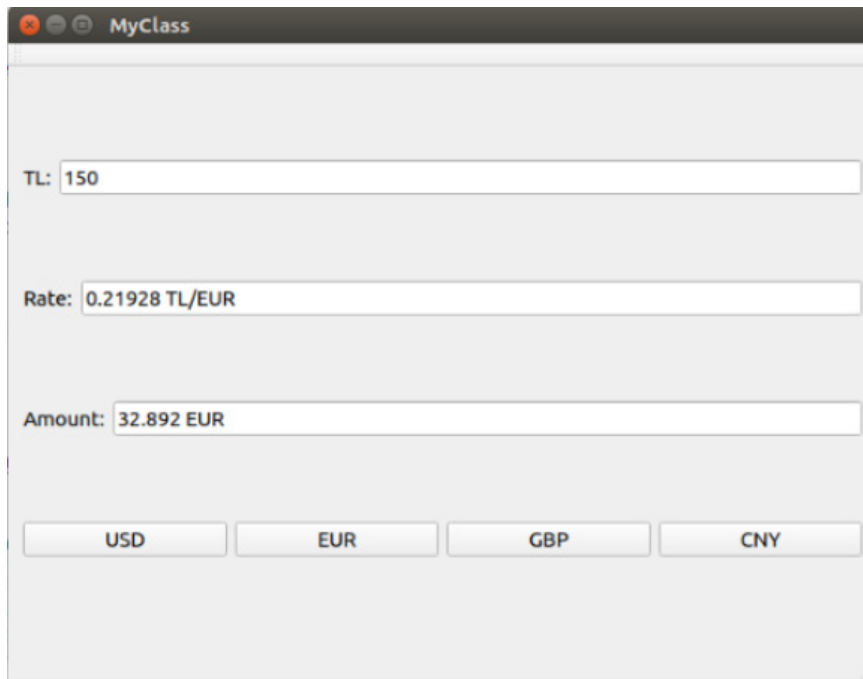 MyClass
TL: 150
Rate: 0.21928 TL/EUR
Amount: 32.892 EUR
USD EUR GBP CNY